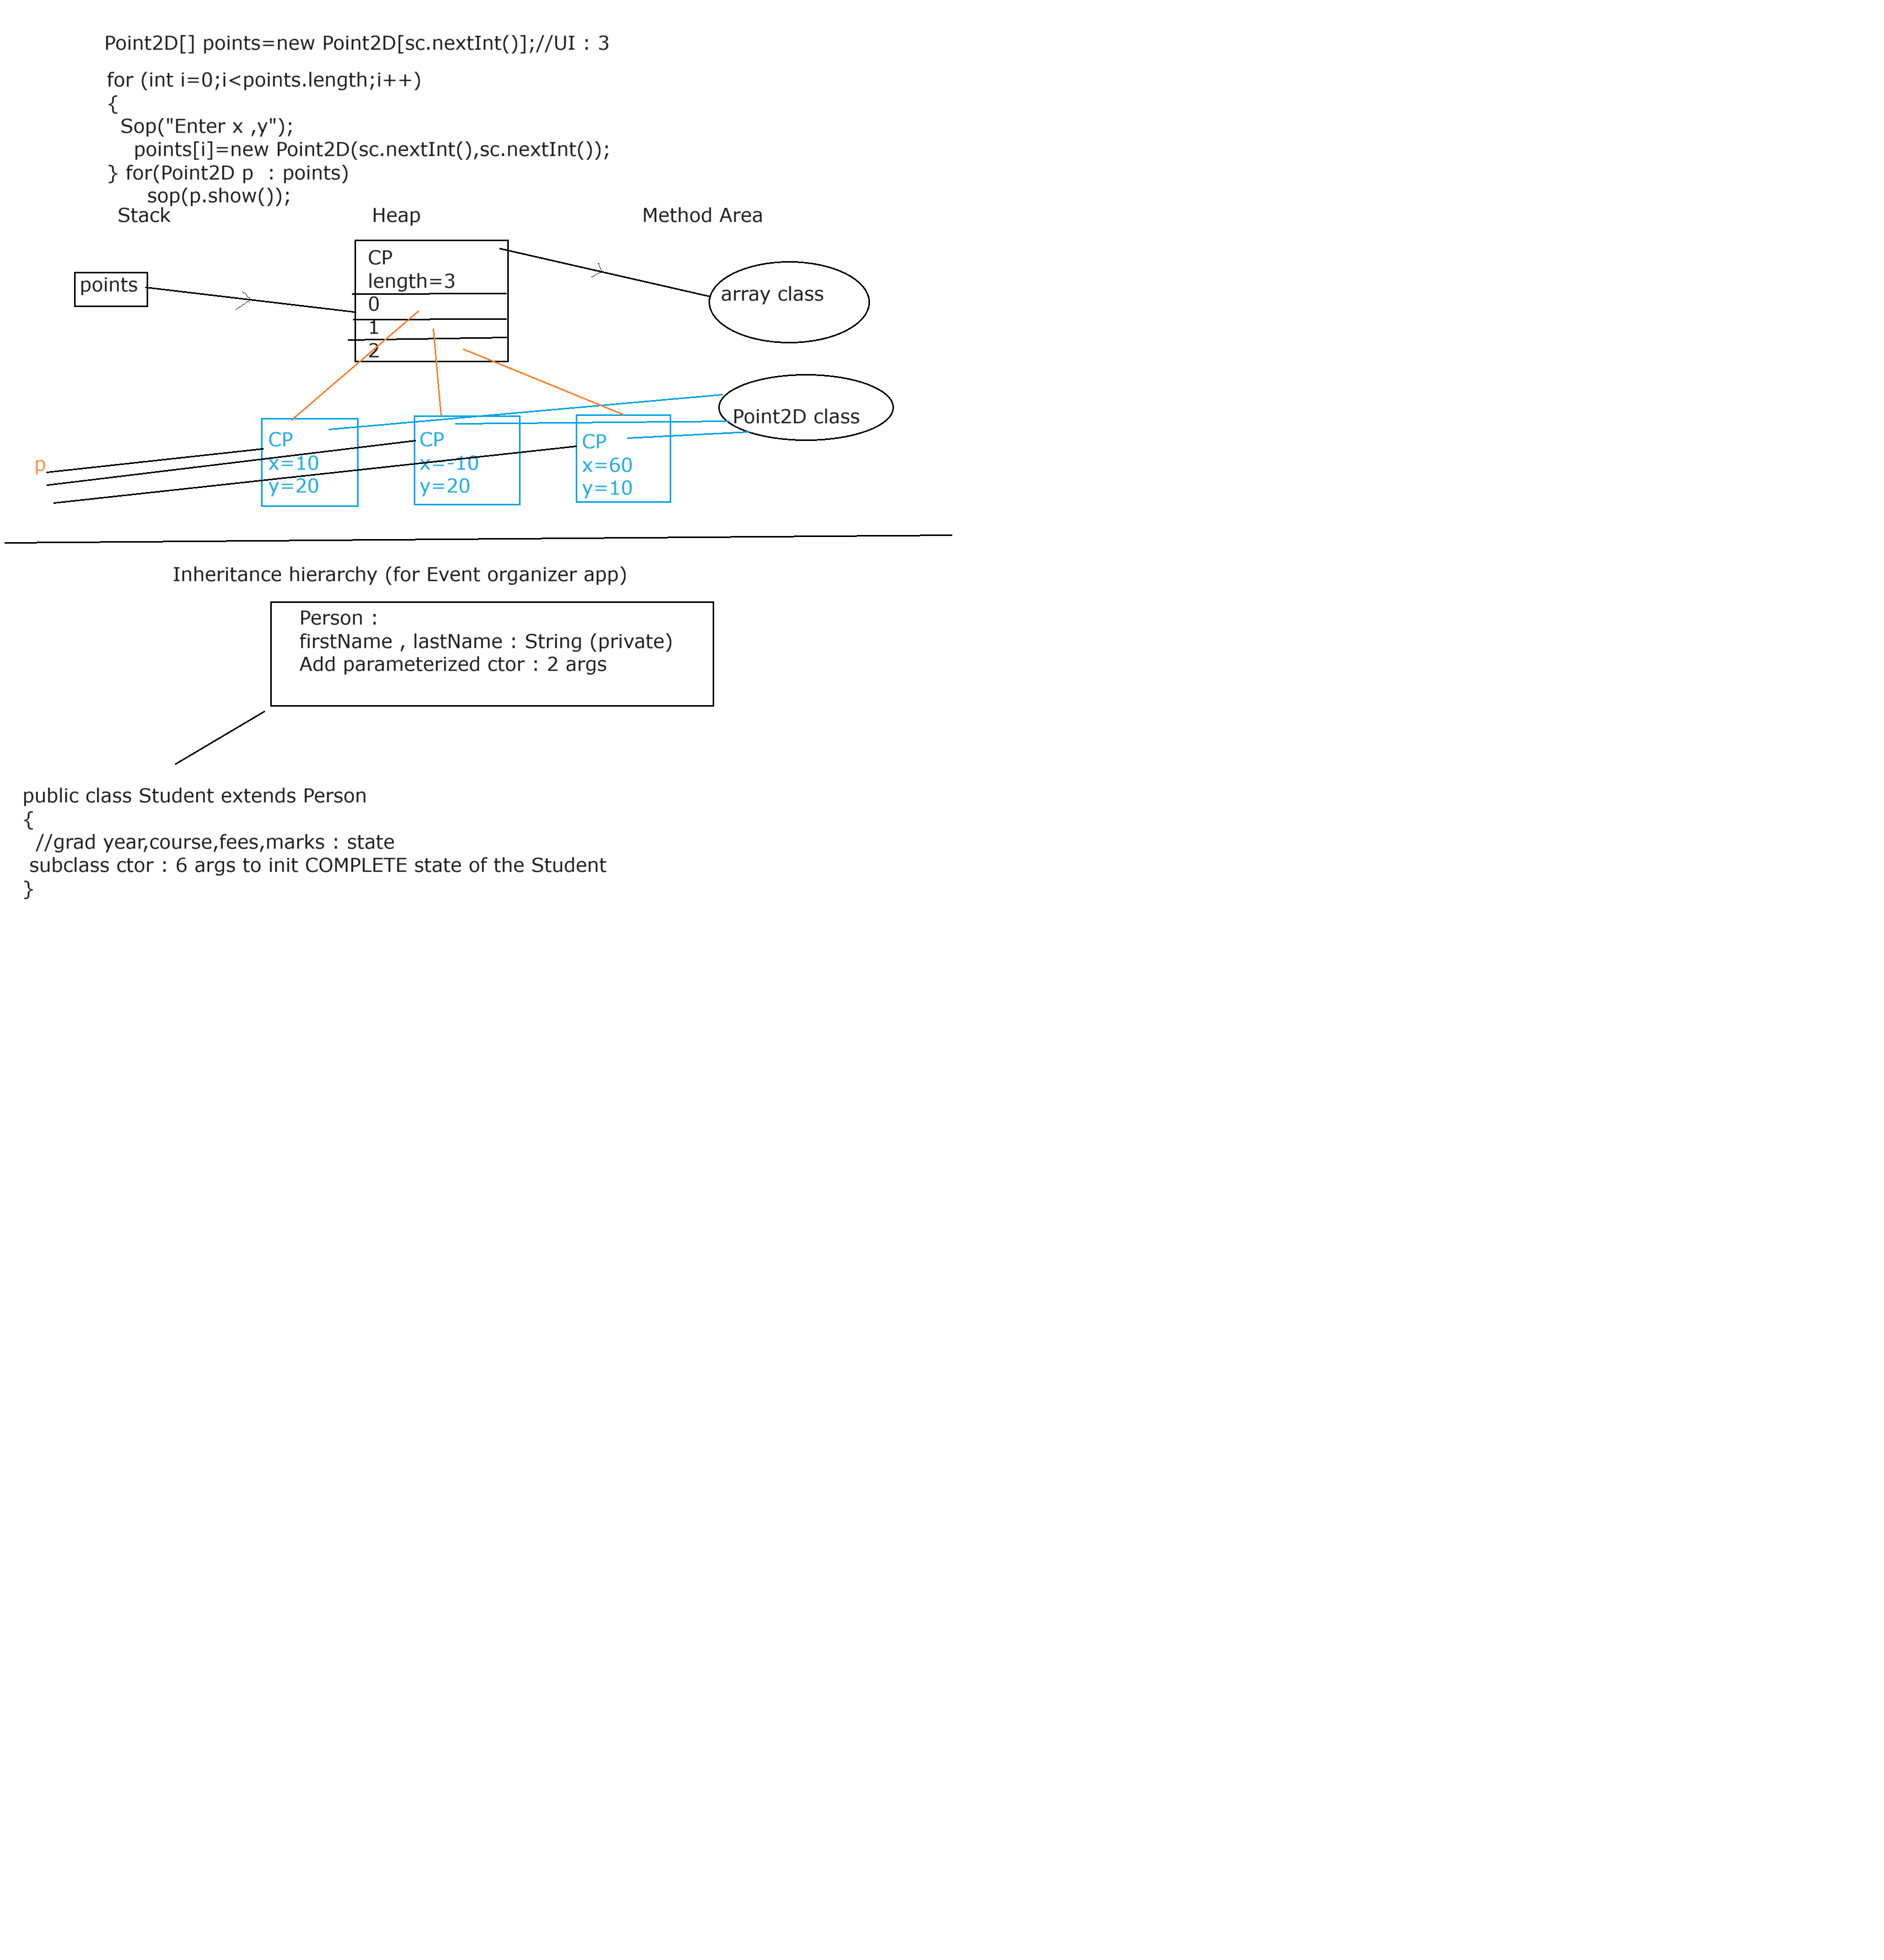 Point2D[] points=new Point2D[sc.nextInt()];//UI : 3
for (int i=0;i<points.length;i++)
{
Sop("Enter x ,y");
points[i]=new Point2D(sc.nextInt(),sc.nextInt());
} for(Point2D p  : points)
sop(p.show());
Stack
Heap
Method Area
CP
length=3
0
1
2
points
array class
Point2D class
p
CP
x=10
y=20
CP
x=-10
y=20
CP
x=60
y=10
Inheritance hierarchy (for Event organizer app)
Person :
firstName , lastName : String (private)
Add parameterized ctor : 2 args
public class Student extends Person
{
//grad year,course,fees,marks : state
subclass ctor : 6 args to init COMPLETE state of the Student
}